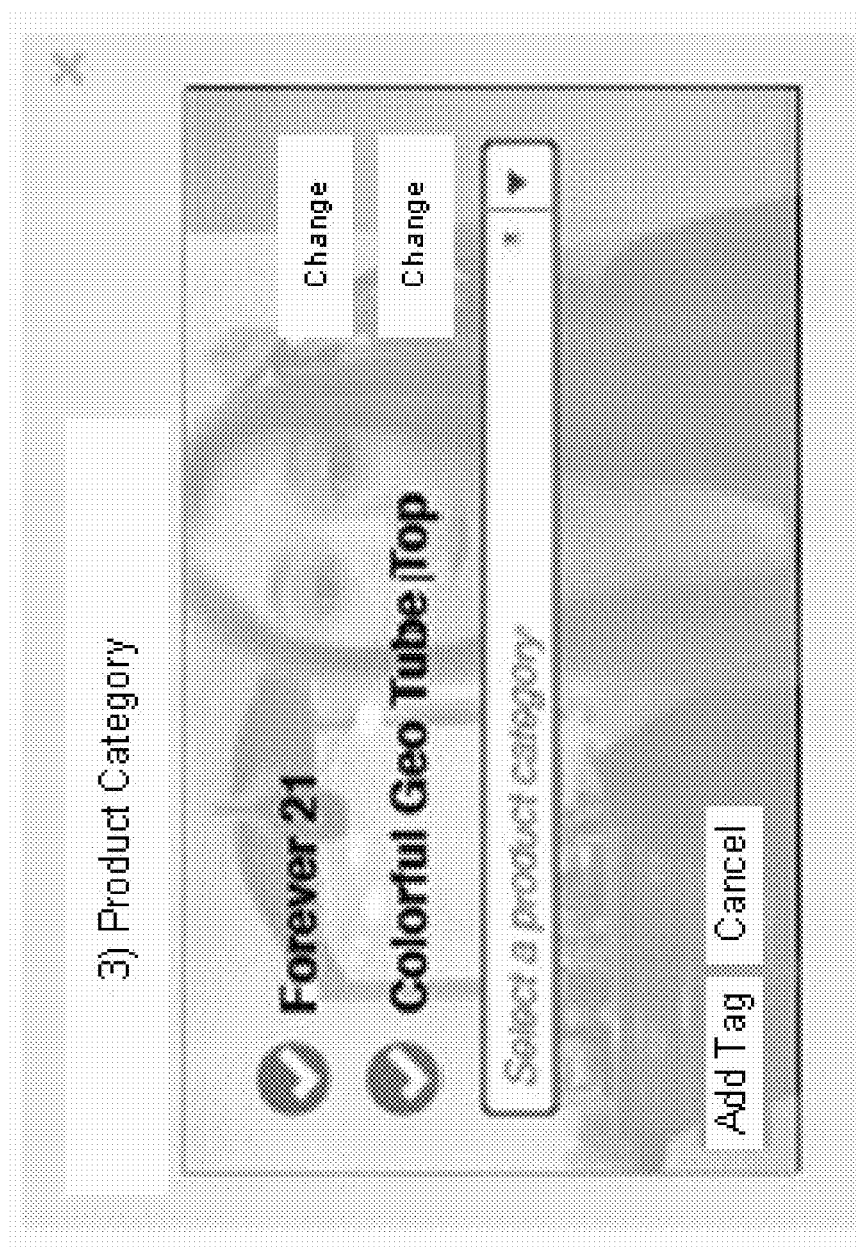 3) Product Category
Forever 21
Change
Colorful Geo Tube Top
Change
Select a product category *
Add Tag
Cancel